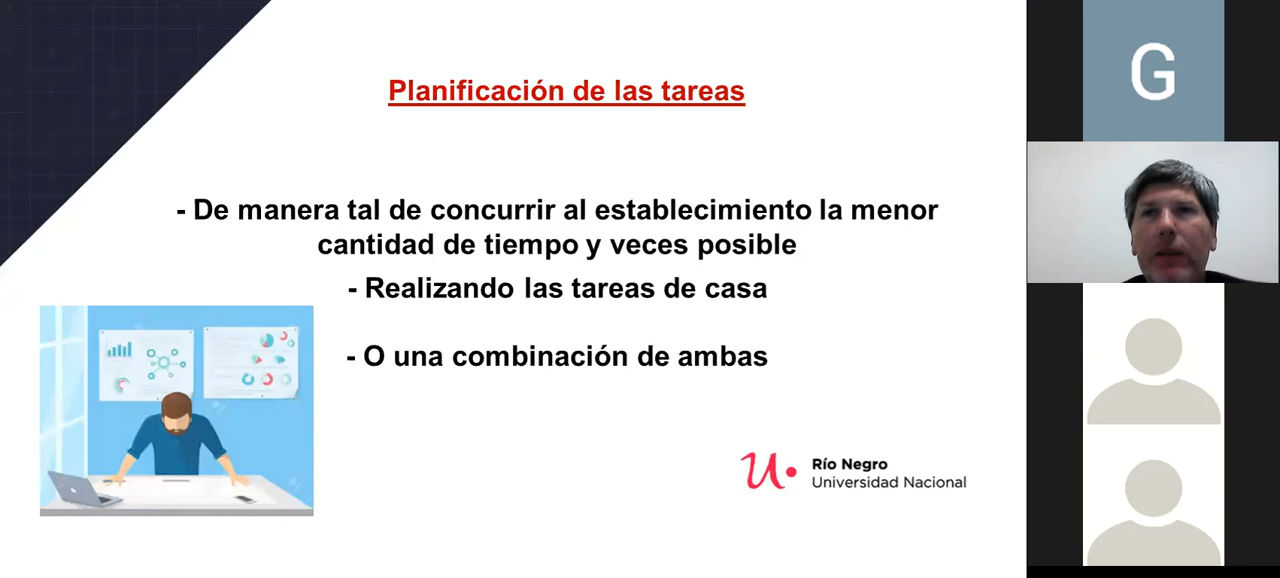 Planificación de las tareas
- De manera tal de concurrir al establecimiento la menor
cantidad de tiempo y veces posible
- Realizando las tareas de casa
- O una combinación de ambas
Río Negro
Universidad Nacional
G